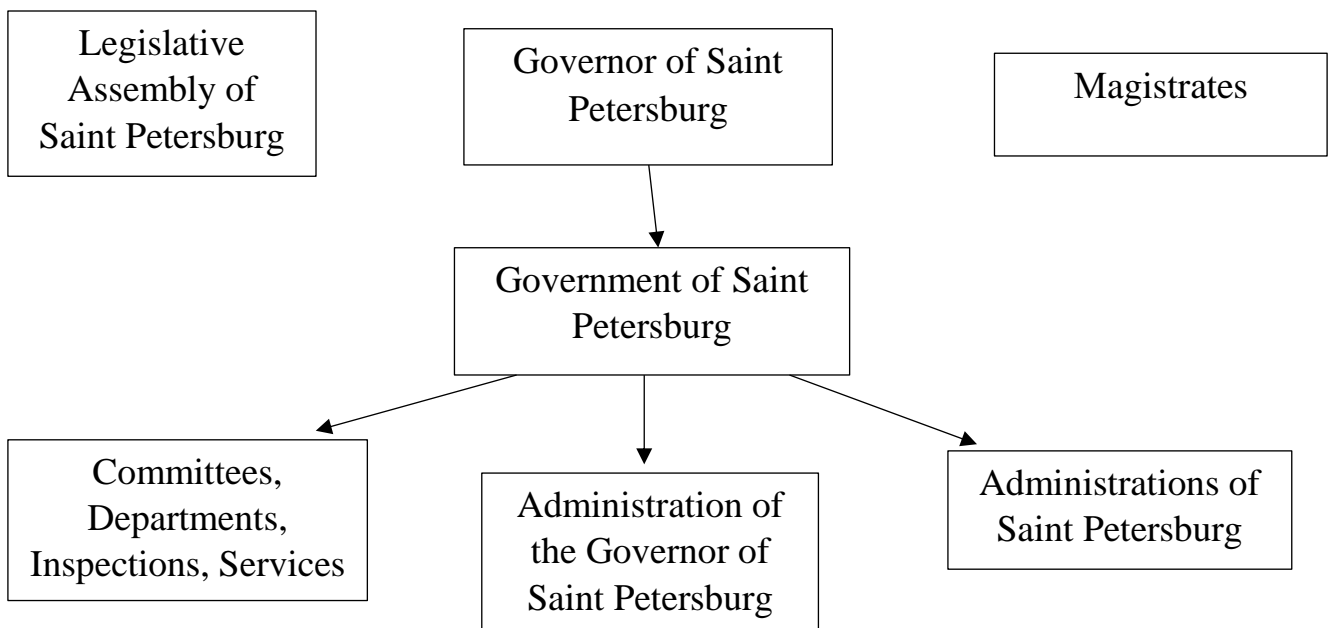 Legislative
Assembly of
Saint Petersburg
Governor of Saint
Petersburg
Magistrates
Government of Saint
Petersburg
Committees,
Departments,
Inspections, Services
Administration of
the Governor of
Saint Petersburg
Administrations of
Saint Petersburg